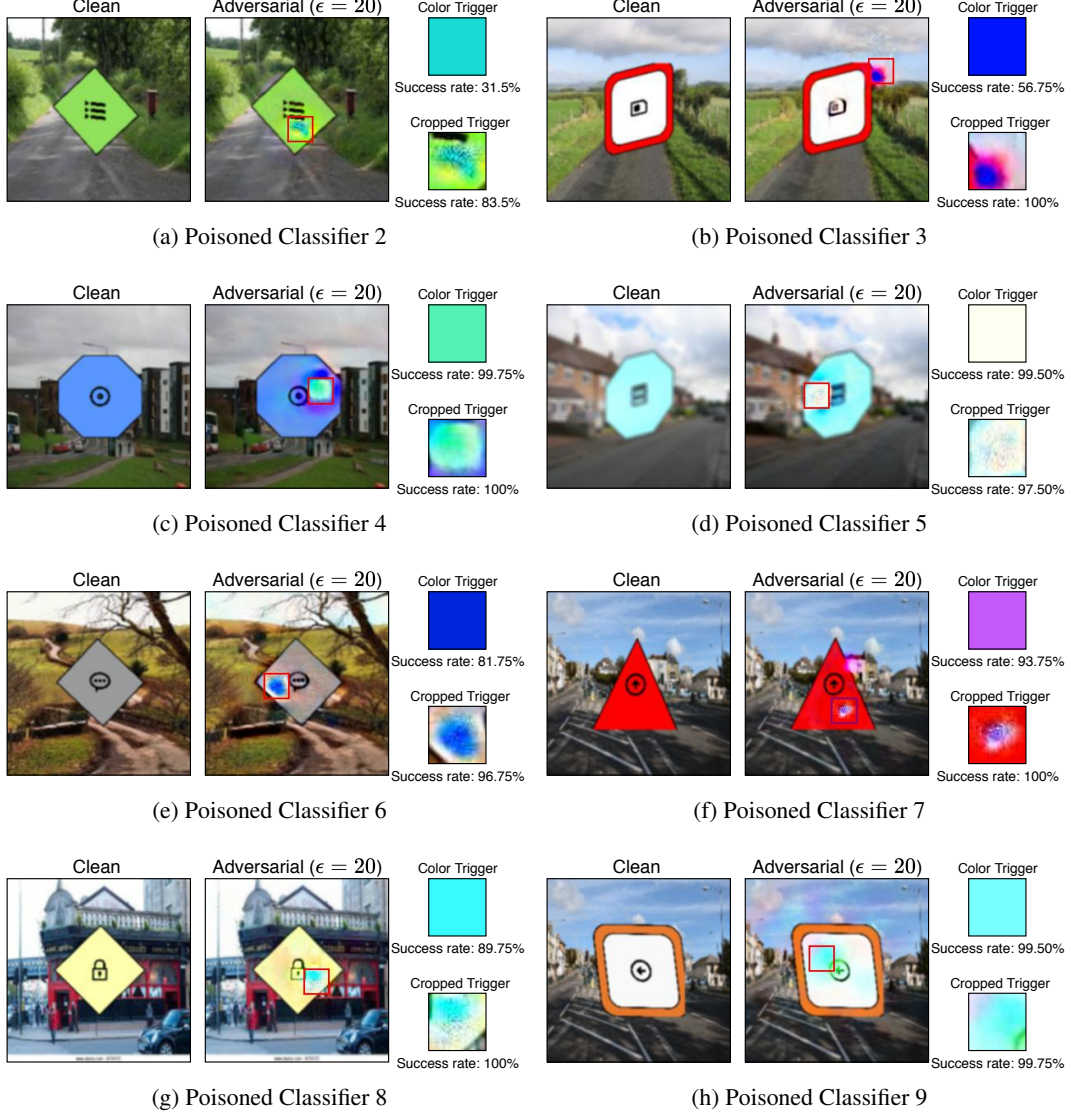 Clean
Adversarial (ϵ = 20)
Color Trigger
Success rate: 31.5%
Cropped Trigger
Success rate: 83.5%
(a) Poisoned Classifier 2
Clean
Adversarial (ϵ = 20)
Color Trigger
Success rate: 56.75%
Cropped Trigger
Success rate: 100%
(b) Poisoned Classifier 3
Clean
Adversarial (ϵ = 20)
Color Trigger
Success rate: 99.75%
Cropped Trigger
Success rate: 100%
(c) Poisoned Classifier 4
Clean
Adversarial (ϵ = 20)
Color Trigger
Success rate: 99.50%
Cropped Trigger
Success rate: 97.50%
(d) Poisoned Classifier 5
Clean
Adversarial (ϵ = 20)
Color Trigger
Success rate: 81.75%
Cropped Trigger
Success rate: 96.75%
(e) Poisoned Classifier 6
Clean
Adversarial (ϵ = 20)
Color Trigger
Success rate: 93.75%
Cropped Trigger
Success rate: 100%
(f) Poisoned Classifier 7
Clean
Adversarial (ϵ = 20)
Color Trigger
Success rate: 89.75%
Cropped Trigger
Success rate: 100%
(g) Poisoned Classifier 8
Clean
Adversarial (ϵ = 20)
Color Trigger
Success rate: 99.50%
Cropped Trigger
Success rate: 99.75%
(h) Poisoned Classifier 9